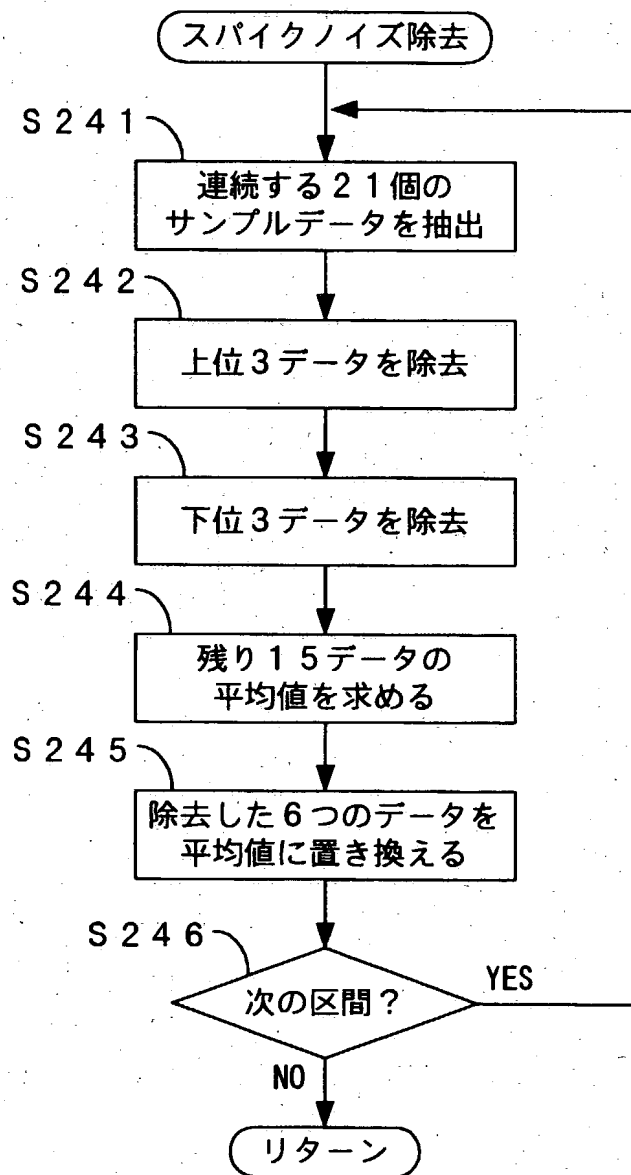 スパイクノイズ除去
S241
連続する21個の
サンプルデータを抽出
S242
上位3データを除去
S243
下位3データを除去
S244
残り15データの
平均値を求める
S245
除去した6つのデータを
平均値に置き換える
S246
次の区間?
YES
NO
リターン